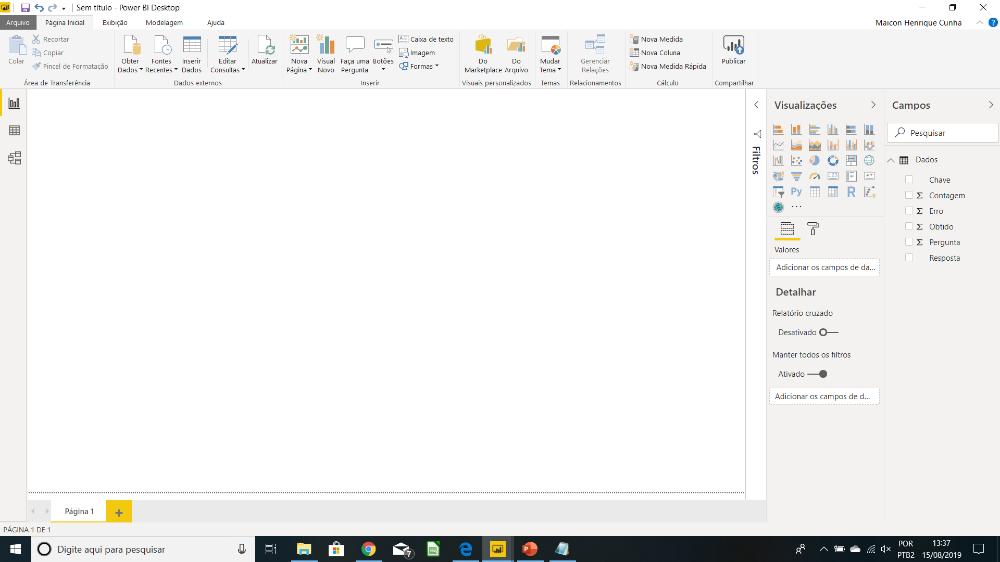 Sem título - Power BI Desktop
Arquivo
Página Inicial
Exibição
Modelagem
Ajuda
Maicon Henrique Cunha
?
Colar
Recortar
Copiar
Pincel de Formatação
Área de Transferência
Obter
Dados
Fontes
Recentes
Inserir
Dados
Editar
Consultas
Atualizar
Dados externos
Nova
Página
Visual
Novo
Faça uma
Pergunta
Botões
Caixa de texto
Imagem
Formas
Inserir
Do
Marketplace
Do
Arquivo
Visuais personalizados
Mudar
Tema
Temas
Gerenciar
Relações
Relacionamentos
Nova Medida
Nova Coluna
Nova Medida Rápida
Cálculo
Publicar
Compartilhar
Filtros
Visualizações
123
Py
R
...
Valores
Adicionar os campos de da...
Detalhar
Relatório cruzado
Desativado
Manter todos os filtros
Ativado
Adicionar os campos de d...
Campos
Pesquisar
Dados
Chave
Σ Contagem
Σ Erro
Σ Obtido
Σ Pergunta
Resposta
Página 1
+
PÁGINA 1 DE 1
Digite aqui para pesquisar
7
POR
PTB2
13:37
15/08/2019